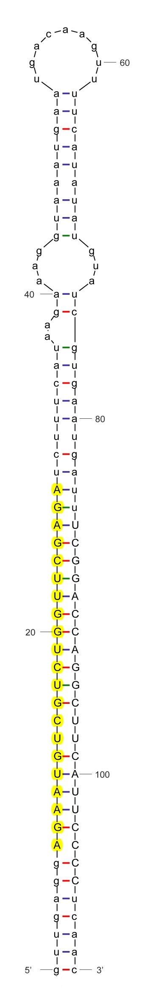 c a a
a g
g u 60
u u
a u
a u
g c
u a
a u
a a
a u
u a
g u
g g
a u
a a
40 a u
g c
a
a
u g
a u
c g
u a
u a 80
u u
c g
u a
A u
G u
A U
G C
C G
U G
U A
G C
20 G C
U A
C G
U G
G C
C U
U U
G C
U A 100
A U
A U
G C
A C
g C
g C
a u
g c
u a
u a
5’ g c 3’